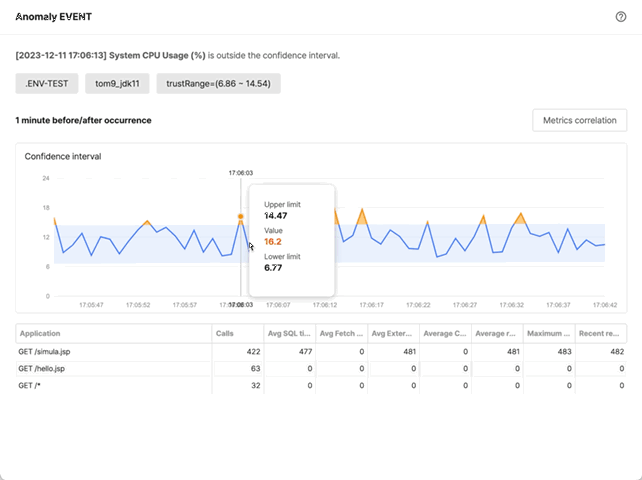 Anomaly EVENT
[2023-12-11 17:06:13] System CPU Usage (%) is outside the confidence interval.
.ENV-TEST tom9_jdk11 trustRange=(6.86 ~ 14.54)
1 minute before/after occurrence Metrics correlation
Confidence interval
17:06:03
24
18
12
6
0
Upper limit
14.47
Value
16.2
Lower limit
6.77
17:05:47 17:05:52 17:05:57 17:06:03 17:06:07 17:06:12 17:06:17 17:06:22 17:06:27 17:06:32 17:06:37 17:06:42
Application Calls Avg SQL ti... Avg Fetch ... Avg Exter... Average C... Average r... Maximum ... Recent re...
GET /simula.jsp 422 477 0 481 0 481 483 482
GET /hello.jsp 63 0 0 0 0 0 0 0
GET /* 32 0 0 0 0 0 0 0